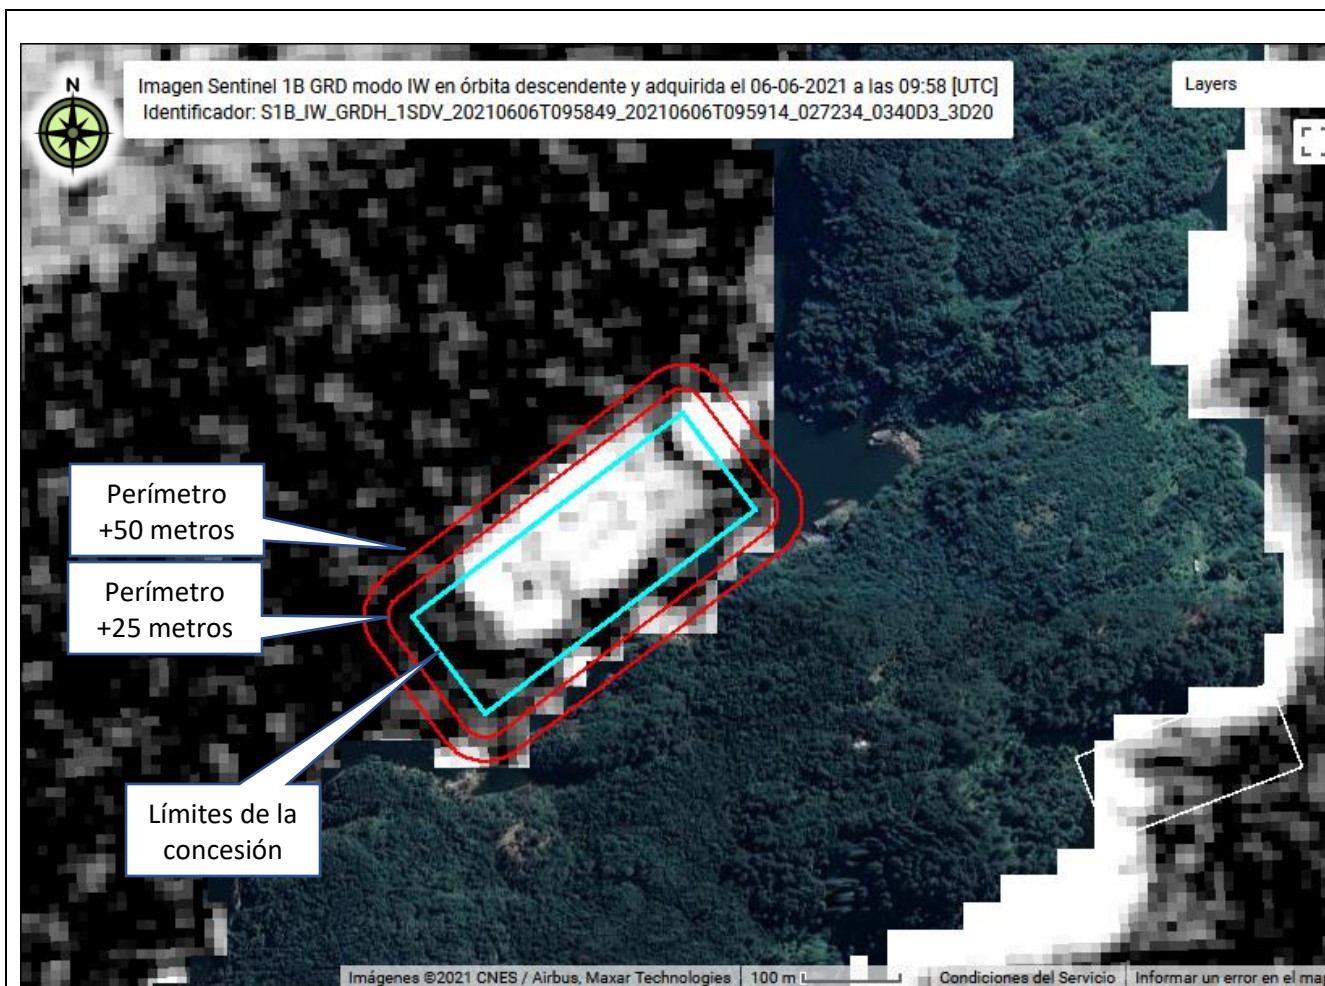 N
Imagen Sentinel 1B GRD modo IW en órbita descendente y adquirida el 06-06-2021 a las 09:58 [UTC]
Identificador: S1B_IW_GRDH_1SDV_20210606T095849_20210606T095914_027234_0340D3_3D20
Layers
Perímetro
+50 metros
Perímetro
+25 metros
Límites de la
concesión
Imágenes ©2021 CNES / Airbus, Maxar Technologies
100 m
Condiciones del Servicio
Informar un error en el map